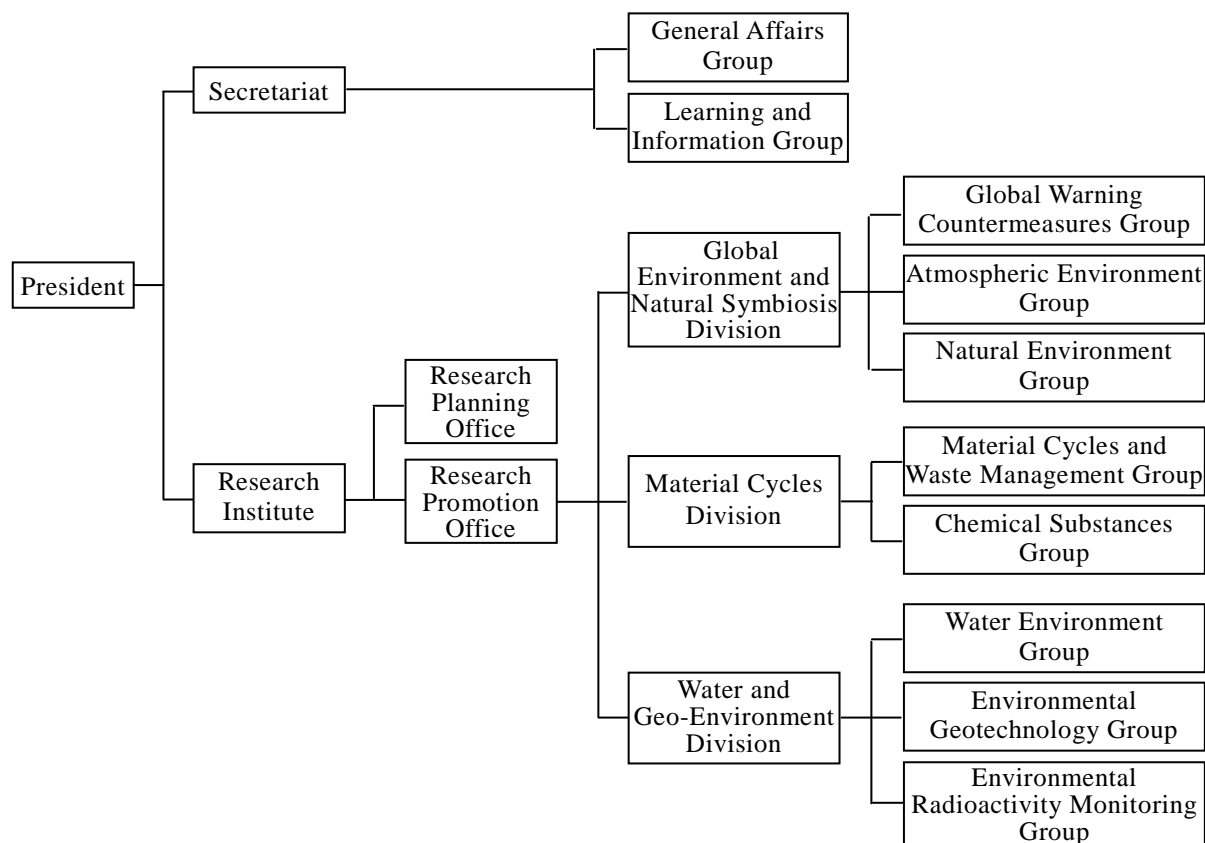 General Affairs
Group
Secretariat
Learning and
Information Group
Global Warning
Countermeasures Group
Global
Environment and
Natural Symbiosis
Division
Atmospheric Environment
Group
President
Natural Environment
Group
Research
Planning
Office
Research
Institute
Research
Promotion
Office
Material Cycles
Division
Material Cycles and
Waste Management Group
Chemical Substances
Group
Water Environment
Group
Water and
Geo-Environment
Division
Environmental
Geotechnology Group
Environmental
Radioactivity Monitoring
Group